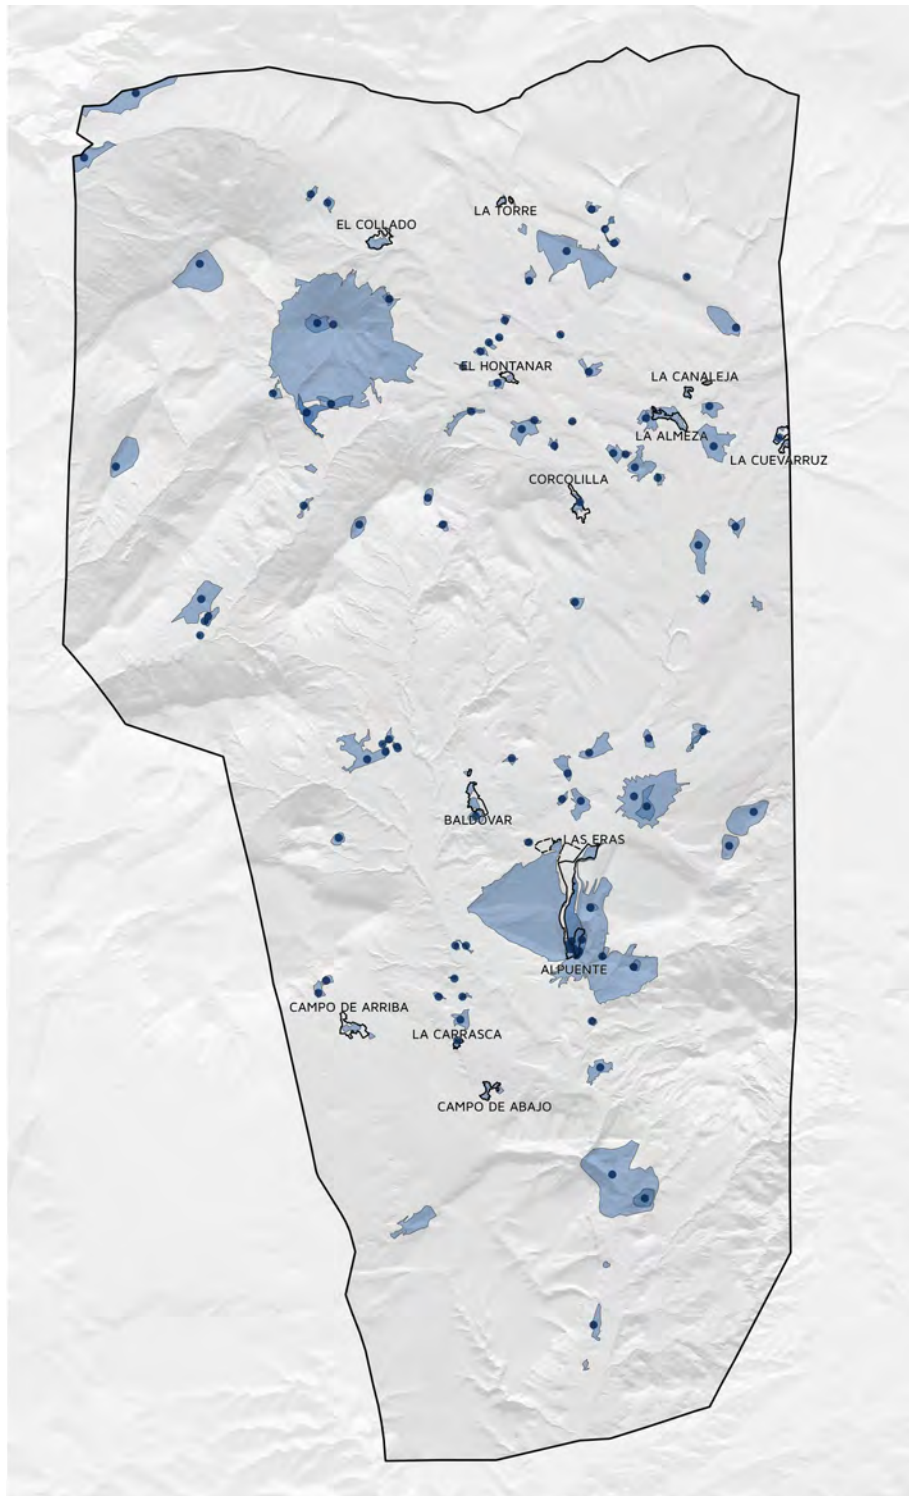 LA TORRE
EL COLLADO
EL HONTANAR
LA CANALEJA
LA ALMEZA
LA CUEVARRUZ
CORCOLILLA
BALDOVAR
LAS ERAS
ALPUENTE
CAMPO DE ARRIBA
LA CARRASCA
CAMPO DE ABAJO